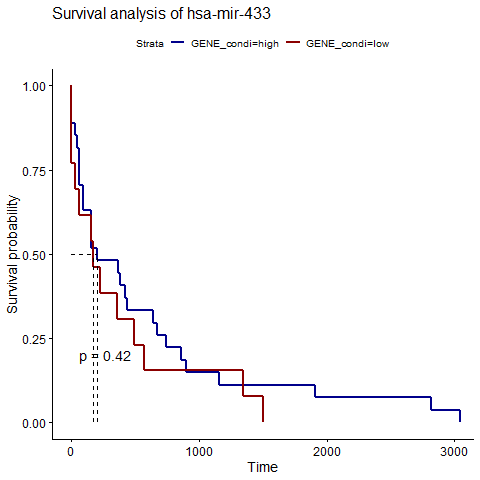 Survival analysis of hsa-mir-433
Strata GENE_condi=high GENE_condi=low
Survival probability
1.00
0.75
0.50
0.25
0.00
p = 0.42
0 1000 2000 3000
Time